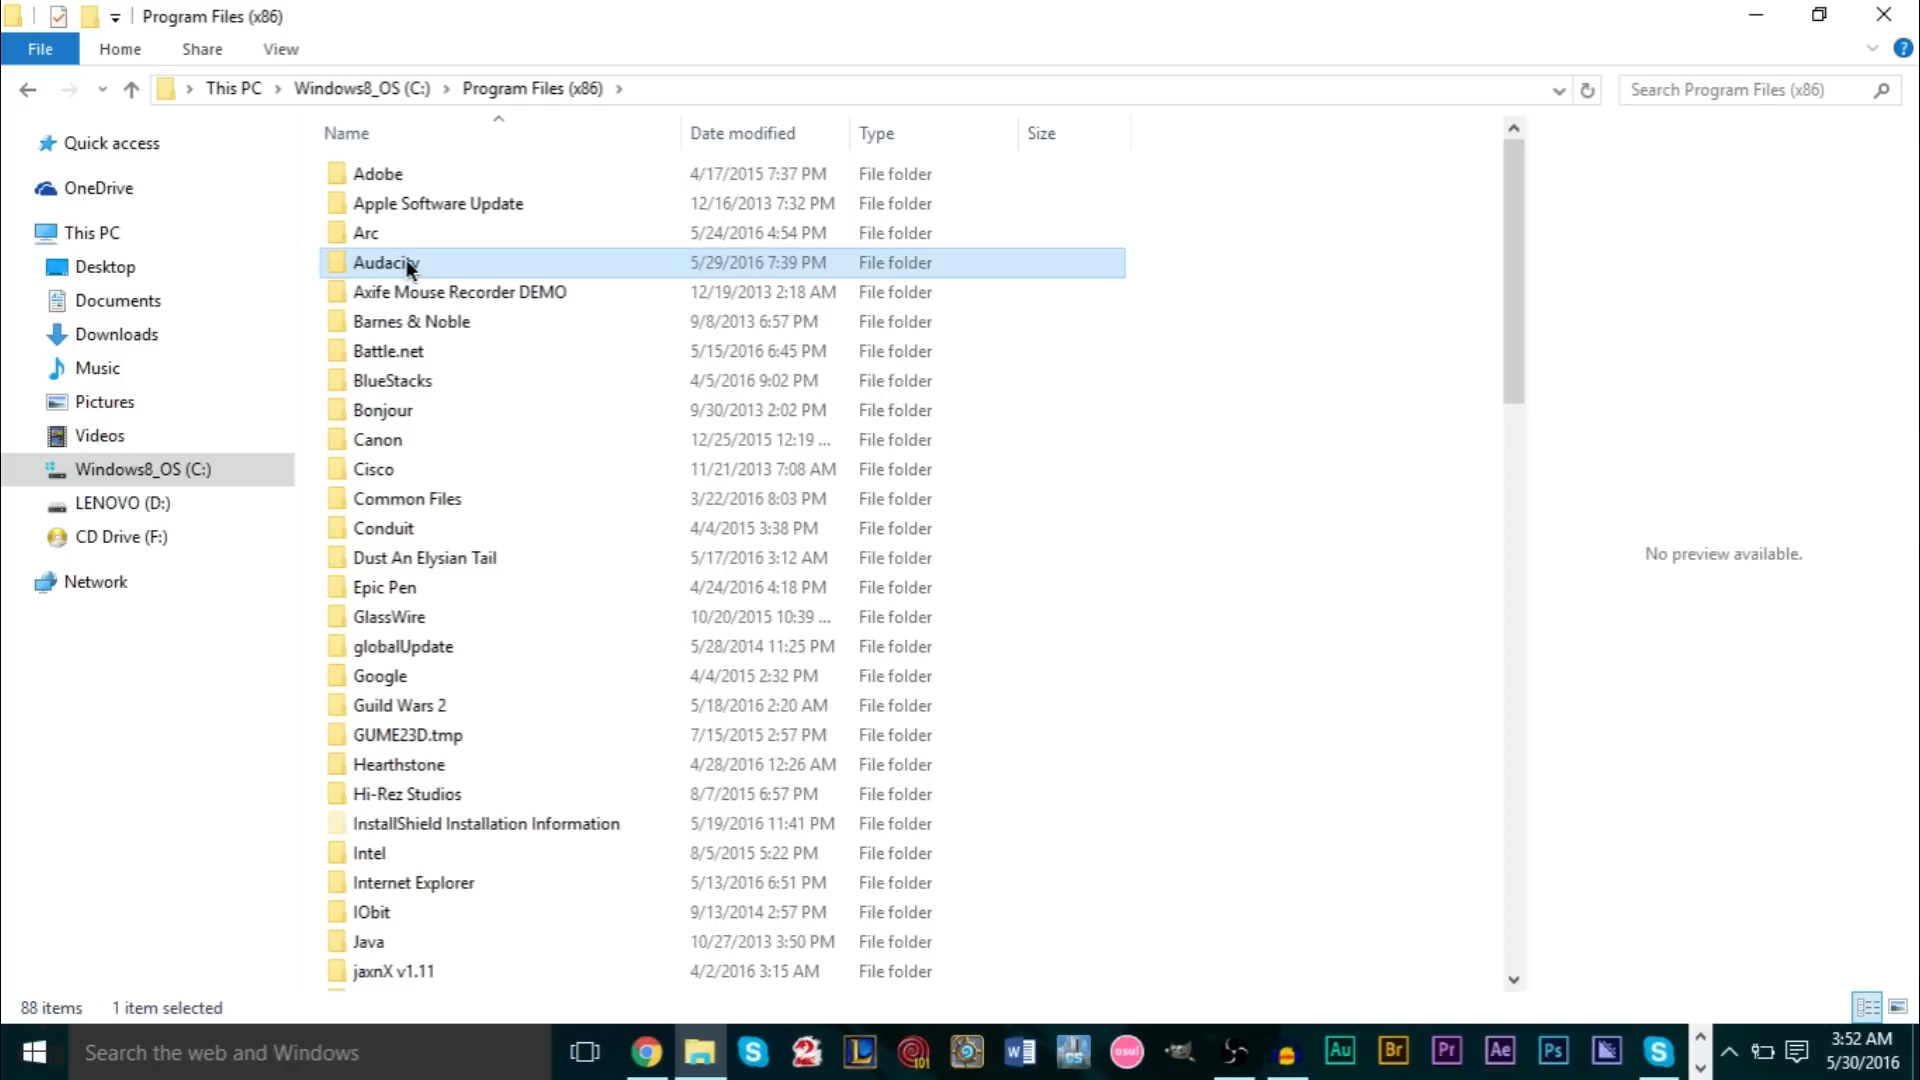 Program Files (x86)
File Home Share View
This PC Windows8_OS (C:) Program Files (x86)
Search Program Files (x86)
Quick access
OneDrive
This PC
Desktop
Documents
Downloads
Music
Pictures
Videos
Windows8_OS (C:)
LENOVO (D:)
CD Drive (F:)
Network
Name Date modified Type Size
Adobe 4/17/2015 7:37 PM File folder
Apple Software Update 12/16/2013 7:32 PM File folder
Arc 5/24/2016 4:54 PM File folder
Audacity 5/29/2016 7:39 PM File folder
Axife Mouse Recorder DEMO 12/19/2013 2:18 AM File folder
Barnes & Noble 9/8/2013 6:57 PM File folder
Battle.net 5/15/2016 6:45 PM File folder
BlueStacks 4/5/2016 9:02 PM File folder
Bonjour 9/30/2013 2:02 PM File folder
Canon 12/25/2015 12:19 ... File folder
Cisco 11/21/2013 7:08 AM File folder
Common Files 3/22/2016 8:03 PM File folder
Conduit 4/4/2015 3:38 PM File folder
Dust An Elysian Tail 5/17/2016 3:12 AM File folder
Epic Pen 4/24/2016 4:18 PM File folder
GlassWire 10/20/2015 10:39 ... File folder
globalUpdate 5/28/2014 11:25 PM File folder
Google 4/4/2015 2:32 PM File folder
Guild Wars 2 5/18/2016 2:20 AM File folder
GUME23D.tmp 7/15/2015 2:57 PM File folder
Hearthstone 4/28/2016 12:26 AM File folder
Hi-Rez Studios 8/7/2015 6:57 PM File folder
InstallShield Installation Information 5/19/2016 11:41 PM File folder
Intel 8/5/2015 5:22 PM File folder
Internet Explorer 5/13/2016 6:51 PM File folder
IObit 9/13/2014 2:57 PM File folder
Java 10/27/2013 3:50 PM File folder
jaxnX v1.11 4/2/2016 3:15 AM File folder
No preview available.
88 items 1 item selected
Search the web and Windows
101
osu!
Au Br Pr Ae Ps
3:52 AM
5/30/2016